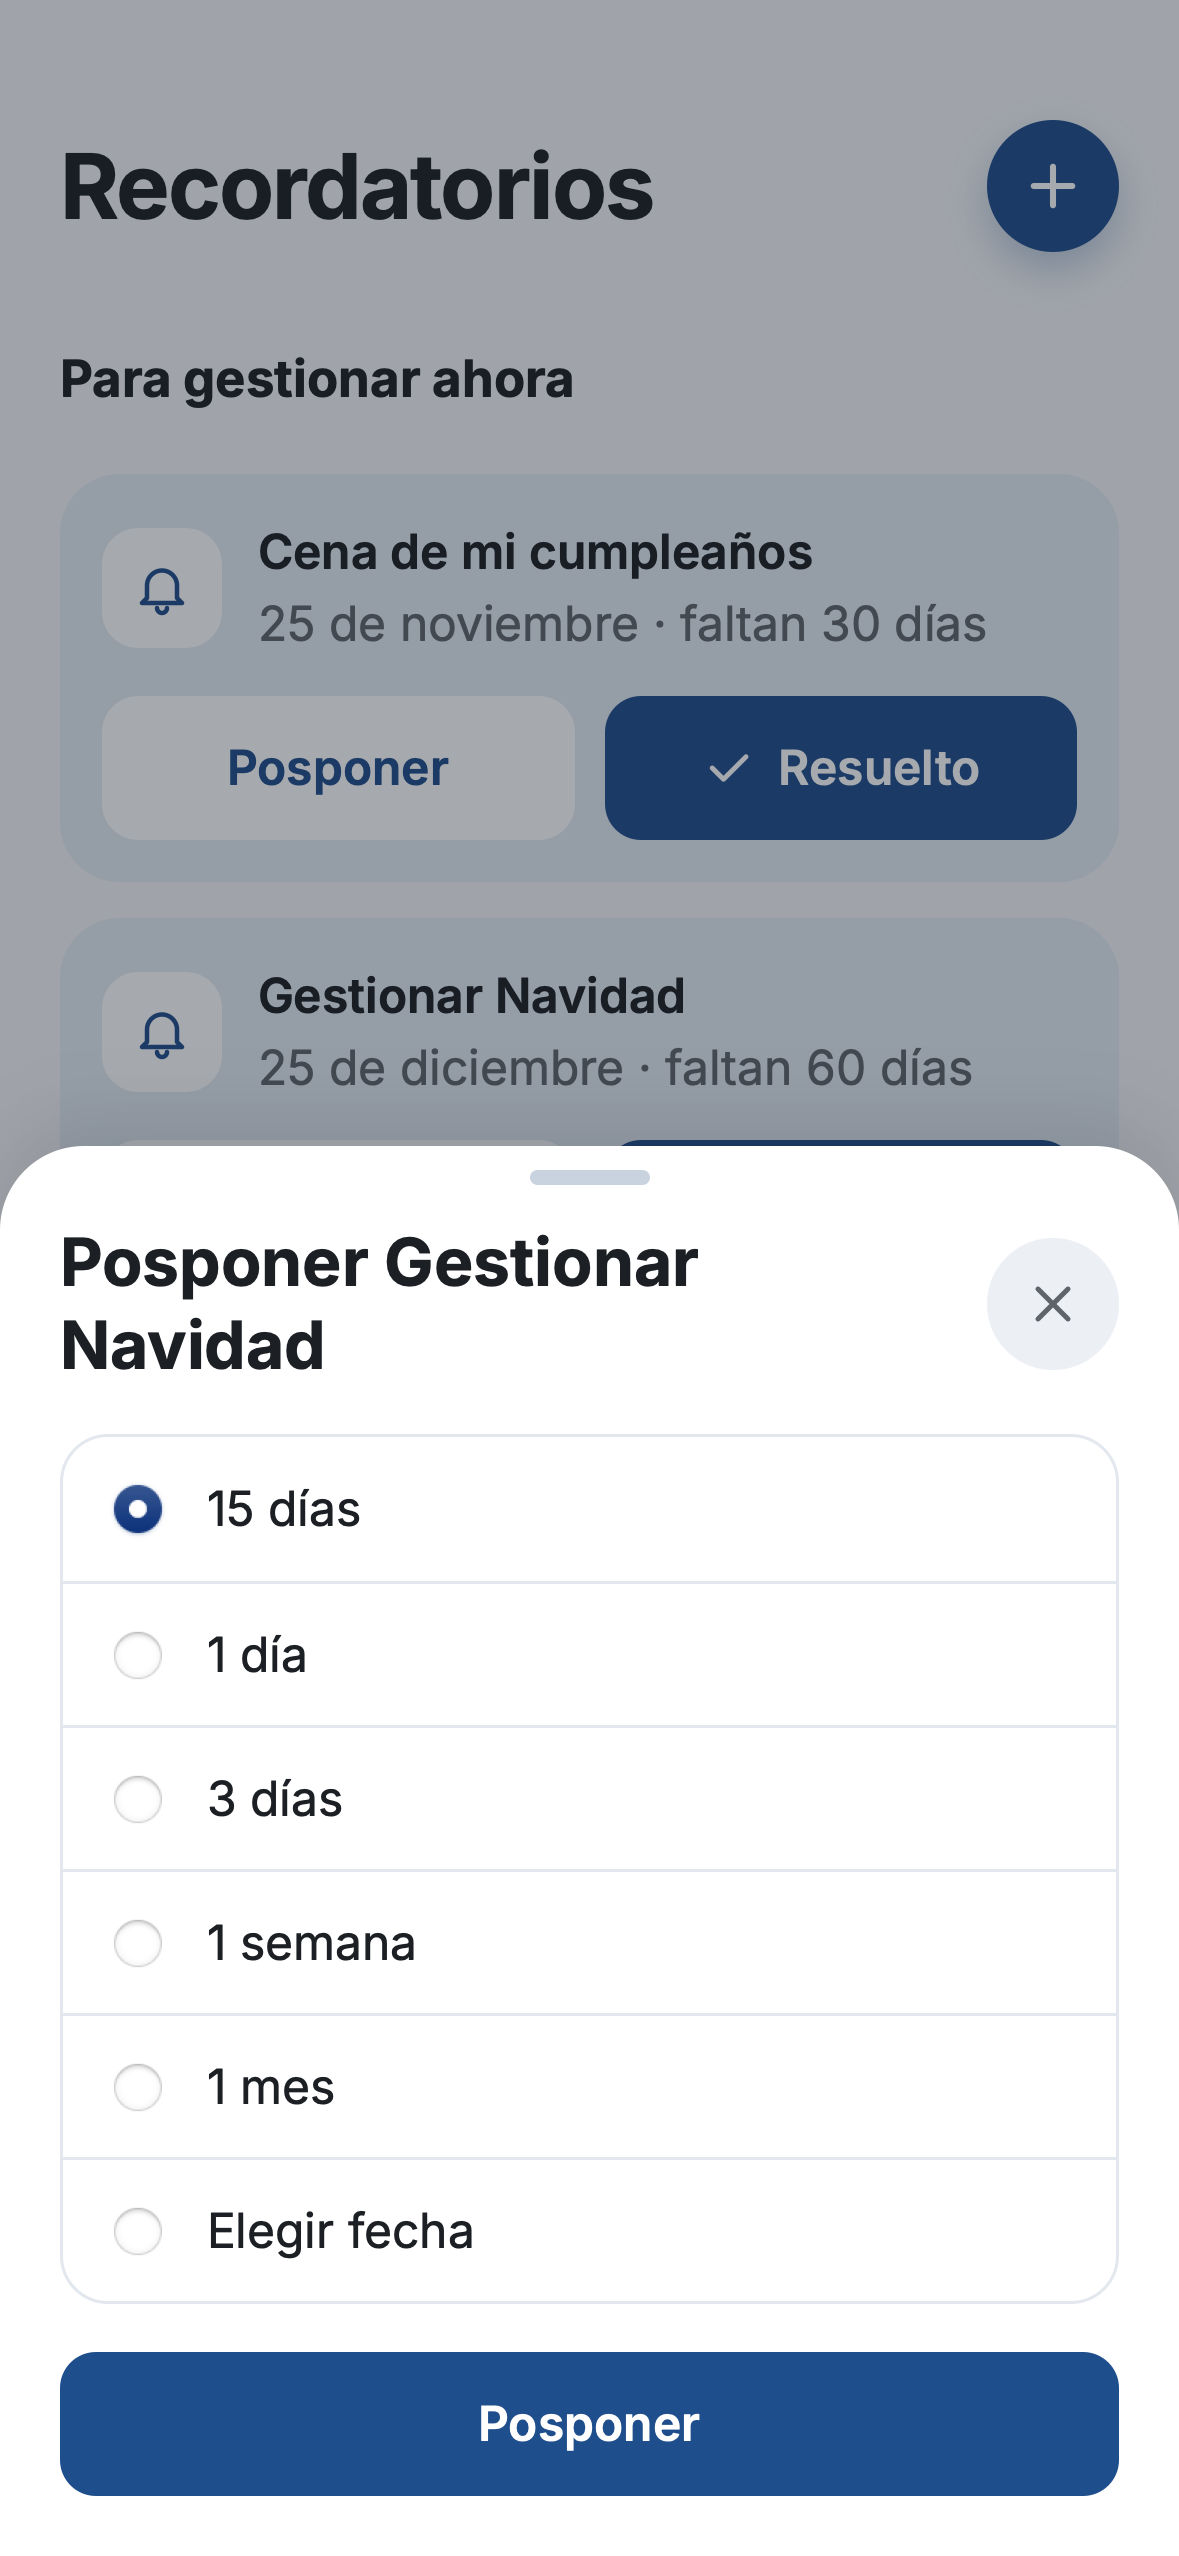 Recordatorios
Para gestionar ahora
Cena de mi cumpleaños
25 de noviembre · faltan 30 días
Posponer
Resuelto
Gestionar Navidad
25 de diciembre · faltan 60 días
Posponer Gestionar
Navidad
15 días
1 día
3 días
1 semana
1 mes
Elegir fecha
Posponer